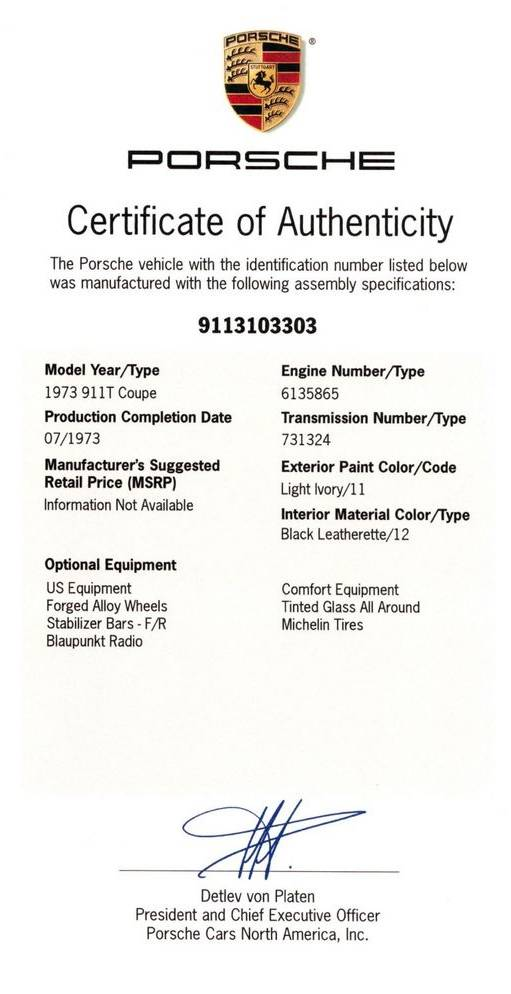 PORSCHE
STUTTGART
®
PORSCHE
Certificate of Authenticity
The Porsche vehicle with the identification number listed below
was manufactured with the following assembly specifications:
9113103303
Model Year/Type
1973 911T Coupe
Production Completion Date
07/1973
Manufacturer's Suggested
Retail Price (MSRP)
Information Not Available
Engine Number/Type
6135865
Transmission Number/Type
731324
Exterior Paint Color/Code
Light Ivory/11
Interior Material Color/Type
Black Leatherette/12
Optional Equipment
US Equipment
Forged Alloy Wheels
Stabilizer Bars - F/R
Blaupunkt Radio
Comfort Equipment
Tinted Glass All Around
Michelin Tires
Detlev von Platen
President and Chief Executive Officer
Porsche Cars North America, Inc.